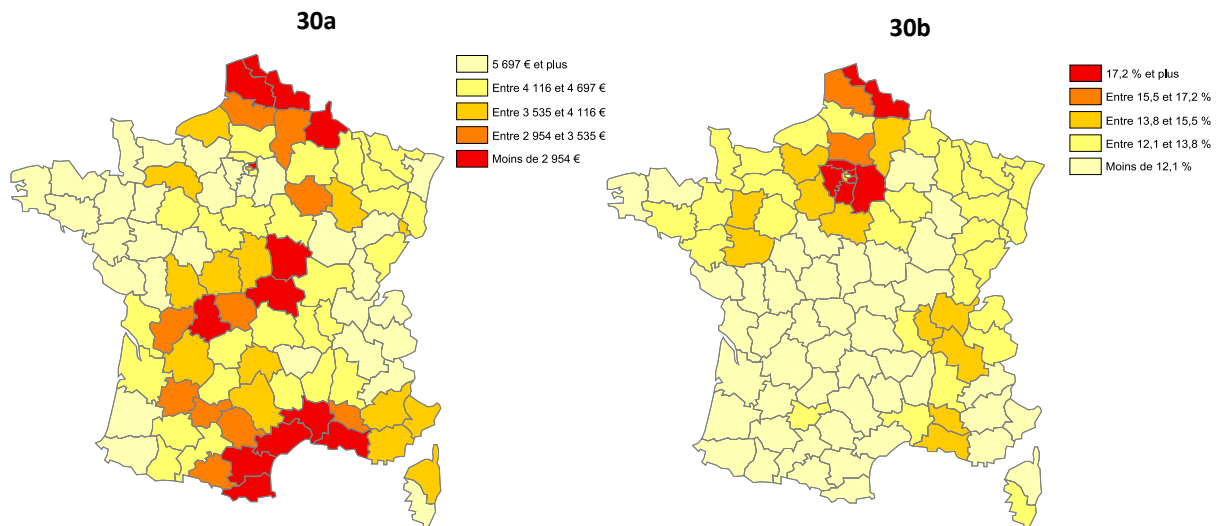 30a
5 697 € et plus
Entre 4 116 et 4 697 €
Entre 3 535 et 4 116 €
Entre 2 954 et 3 535 €
Moins de 2 954 €
30b
17,2 % et plus
Entre 15,5 et 17,2 %
Entre 13,8 et 15,5 %
Entre 12,1 et 13,8 %
Moins de 12,1 %